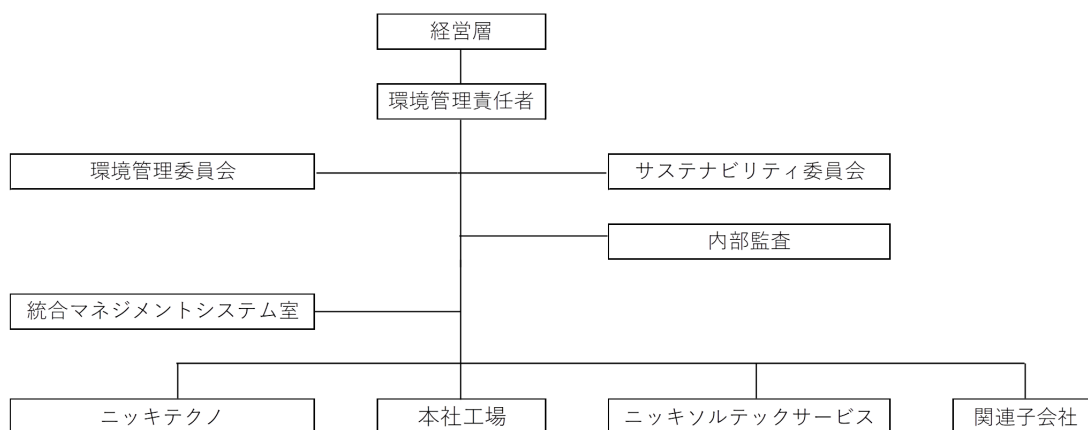 経営層
環境管理責任者
環境管理委員会
サステナビリティ委員会
内部監査
統合マネジメントシステム室
ニッキテクノ
本社工場
ニッキソルテックサービス
関連子会社